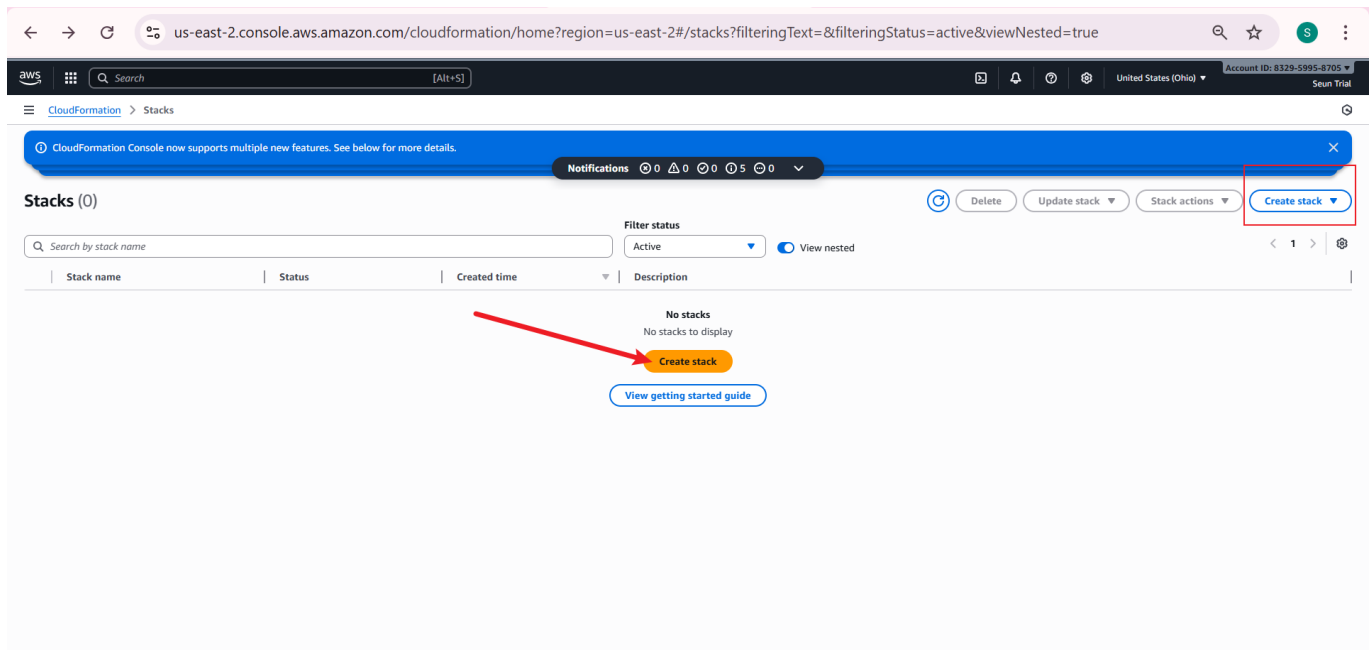 us-east-2.console.aws.amazon.com/cloudformation/home?region=us-east-2#/stacks?filteringText=&filteringStatus=active&viewNested=true
S
aws
Search
[Alt+S]
United States (Ohio)
Account ID: 8329-5995-8705
Seun Trial
CloudFormation > Stacks
CloudFormation Console now supports multiple new features. See below for more details.
Notifications 0 0 0 5 0
Stacks (0)
Delete
Update stack
Stack actions
Create stack
Filter status
Search by stack name
Active
View nested
1
Stack name
Status
Created time
Description
No stacks
No stacks to display
Create stack
View getting started guide